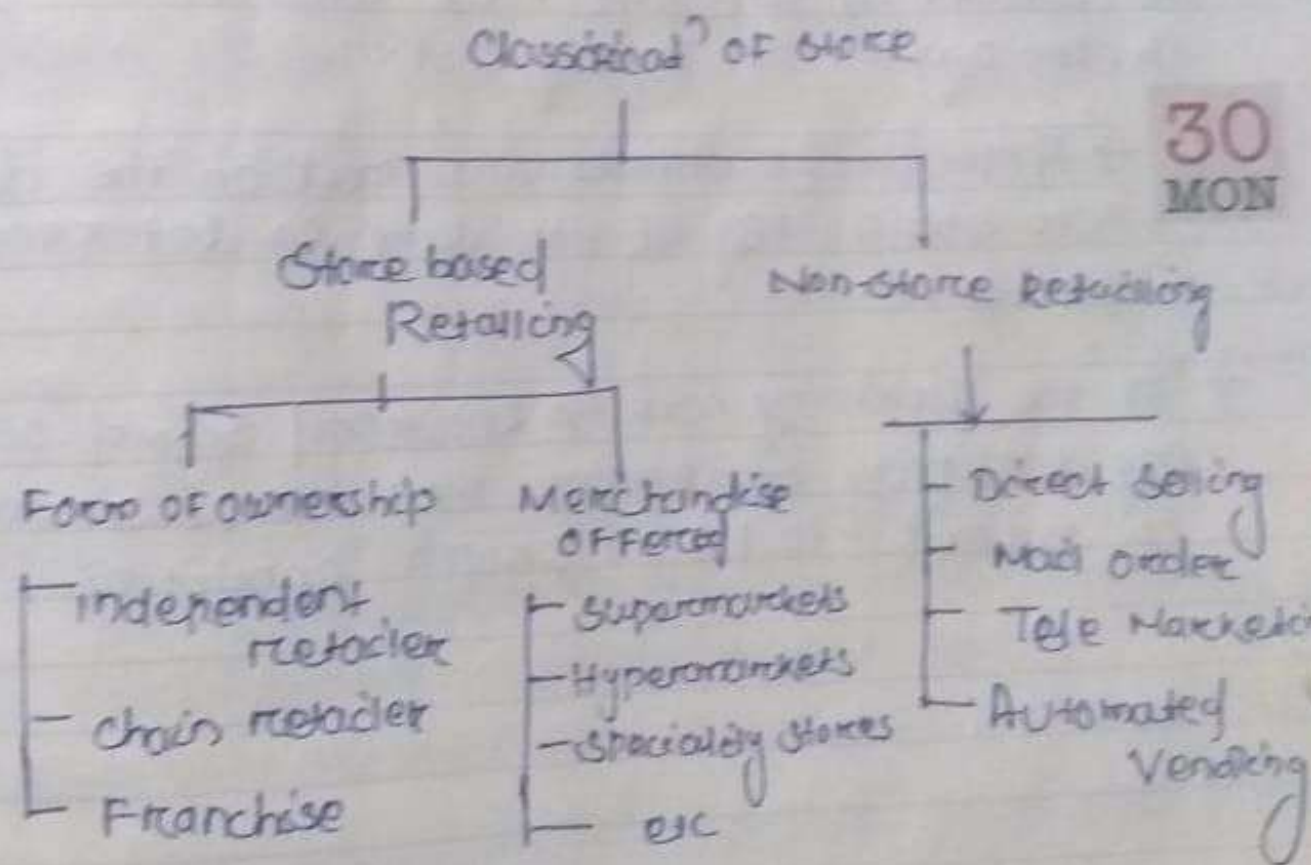 Classificatn of Store
30
MON
Store based
Retailing
Non-Store Retailing
Form of ownership
Merchandise
offered
independent
retailer
chain retailer
Franchise
Supermarkets
Hypermarkets
Speciality Stores
etc
Direct Selling
Mail order
Tele Marketi
Automated
Vending